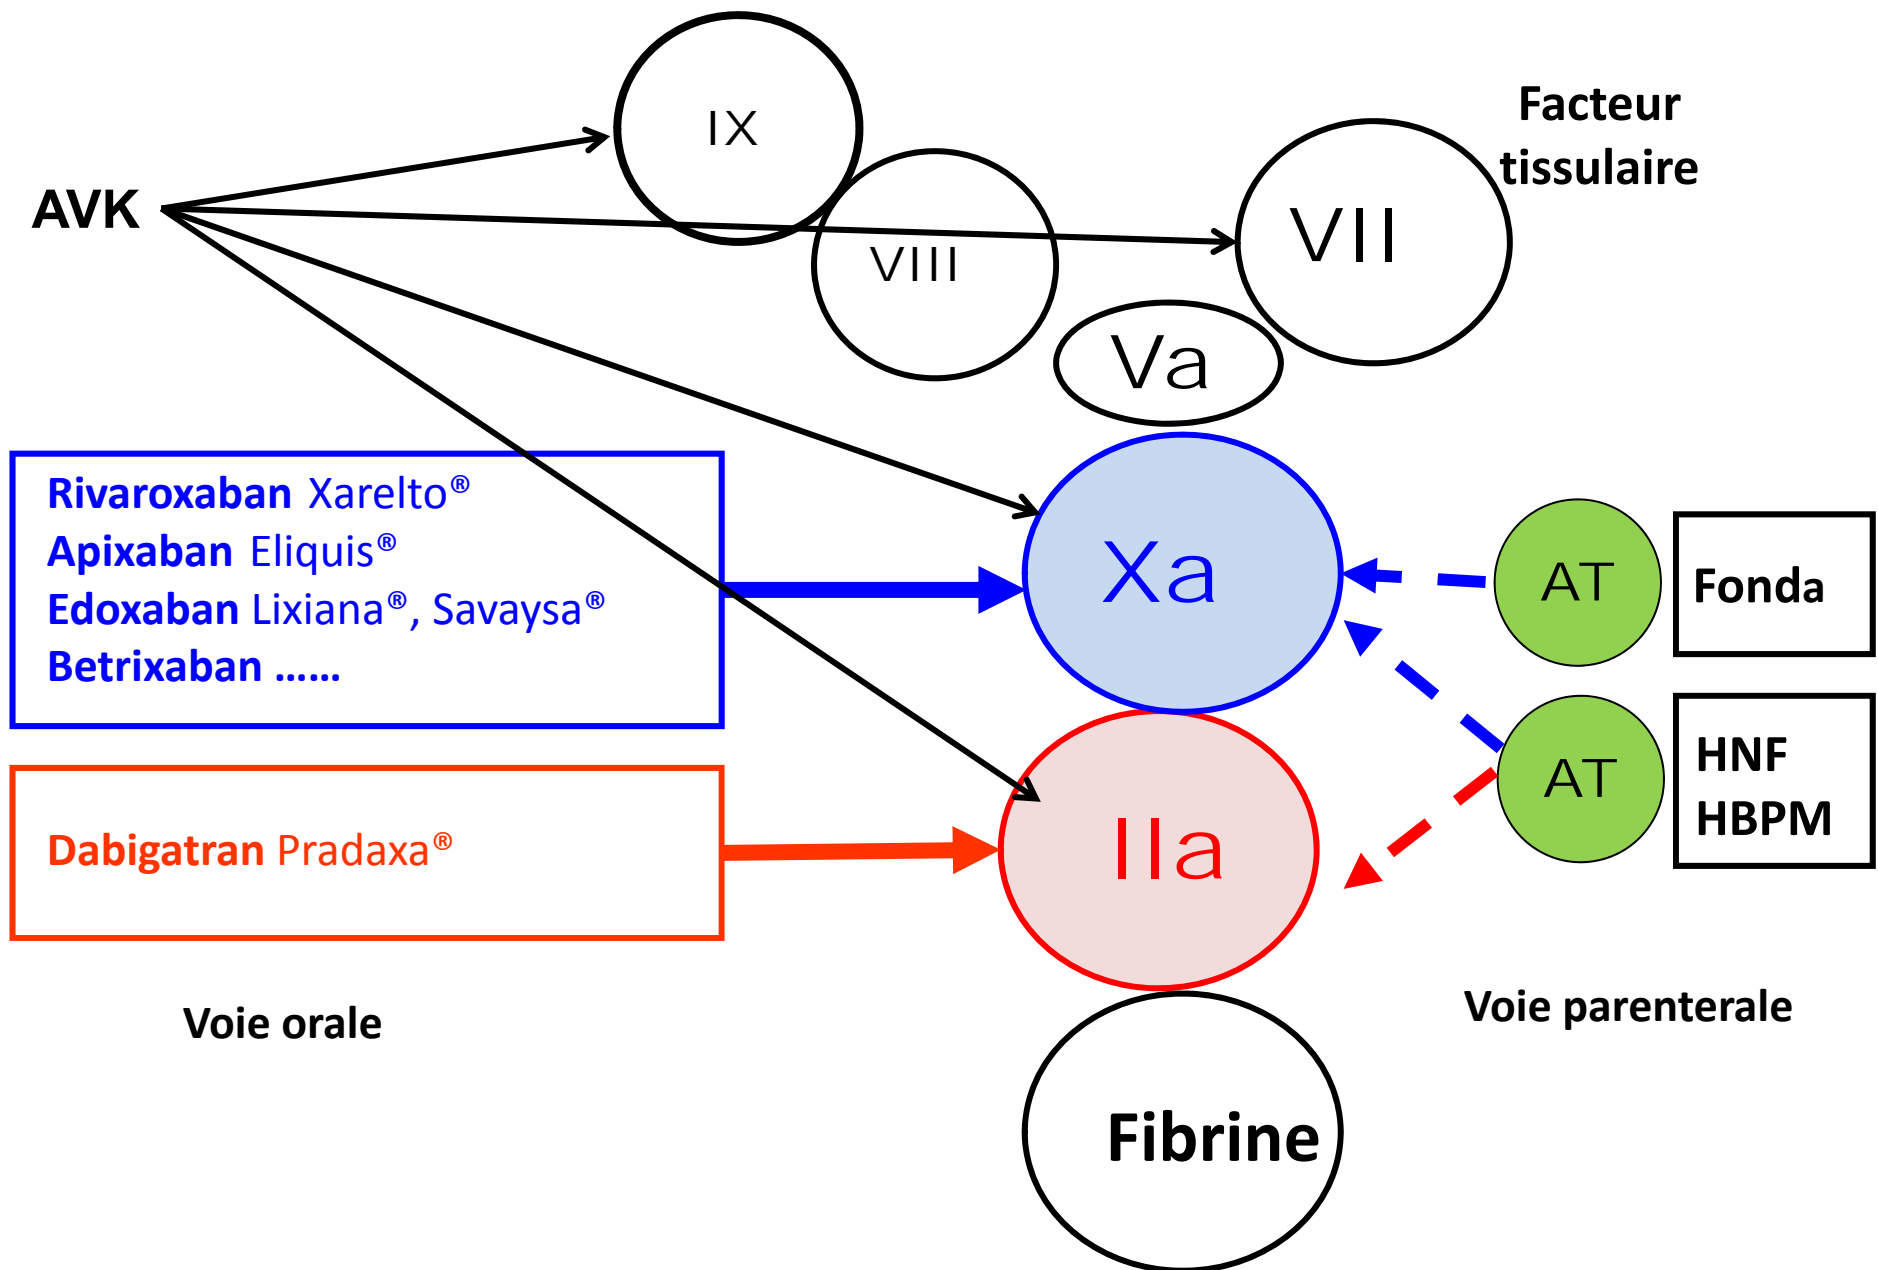 Facteur
tissulaire
IX
AVK
VII
VIII
Va
Rivaroxaban Xarelto®
Apixaban Eliquis®
Edoxaban Lixiana®, Savaysa®
Betrixaban ......
Xa
AT
Fonda
HNF
HBPM
AT
Dabigatran Pradaxa®
IIa
Voie orale
Voie parenterale
Fibrine